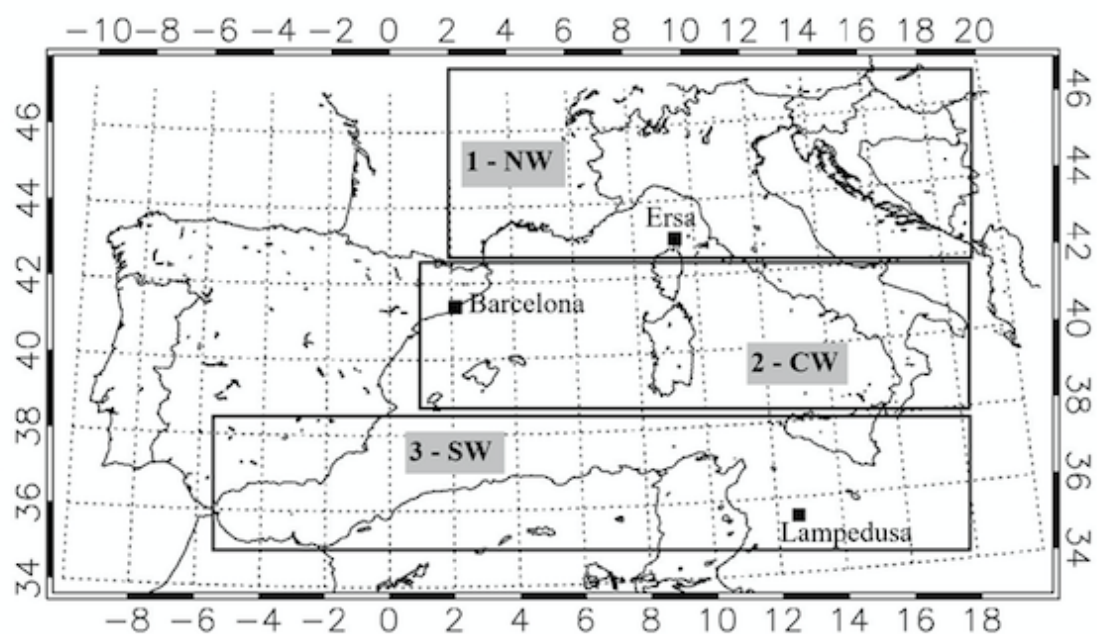 -10 -8 -6 -4 -2 0 2 4 6 8 10 12 14 16 18 20
46 46
1 - NW
44 44
Ersa
42 42
Barcelona
40 40
2 - CW
38 38
3 - SW
36 36
Lampedusa
34 34
-8 -6 -4 -2 0 2 4 6 8 10 12 14 16 18